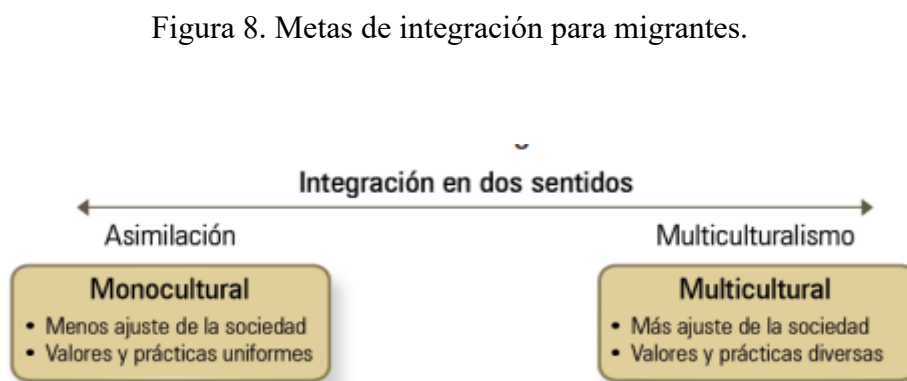 Figura 8. Metas de integración para migrantes.
Integración en dos sentidos
Asimilación
Multiculturalismo
Monocultural
• Menos ajuste de la sociedad
• Valores y prácticas uniformes
Multicultural
• Más ajuste de la sociedad
• Valores y prácticas diversas